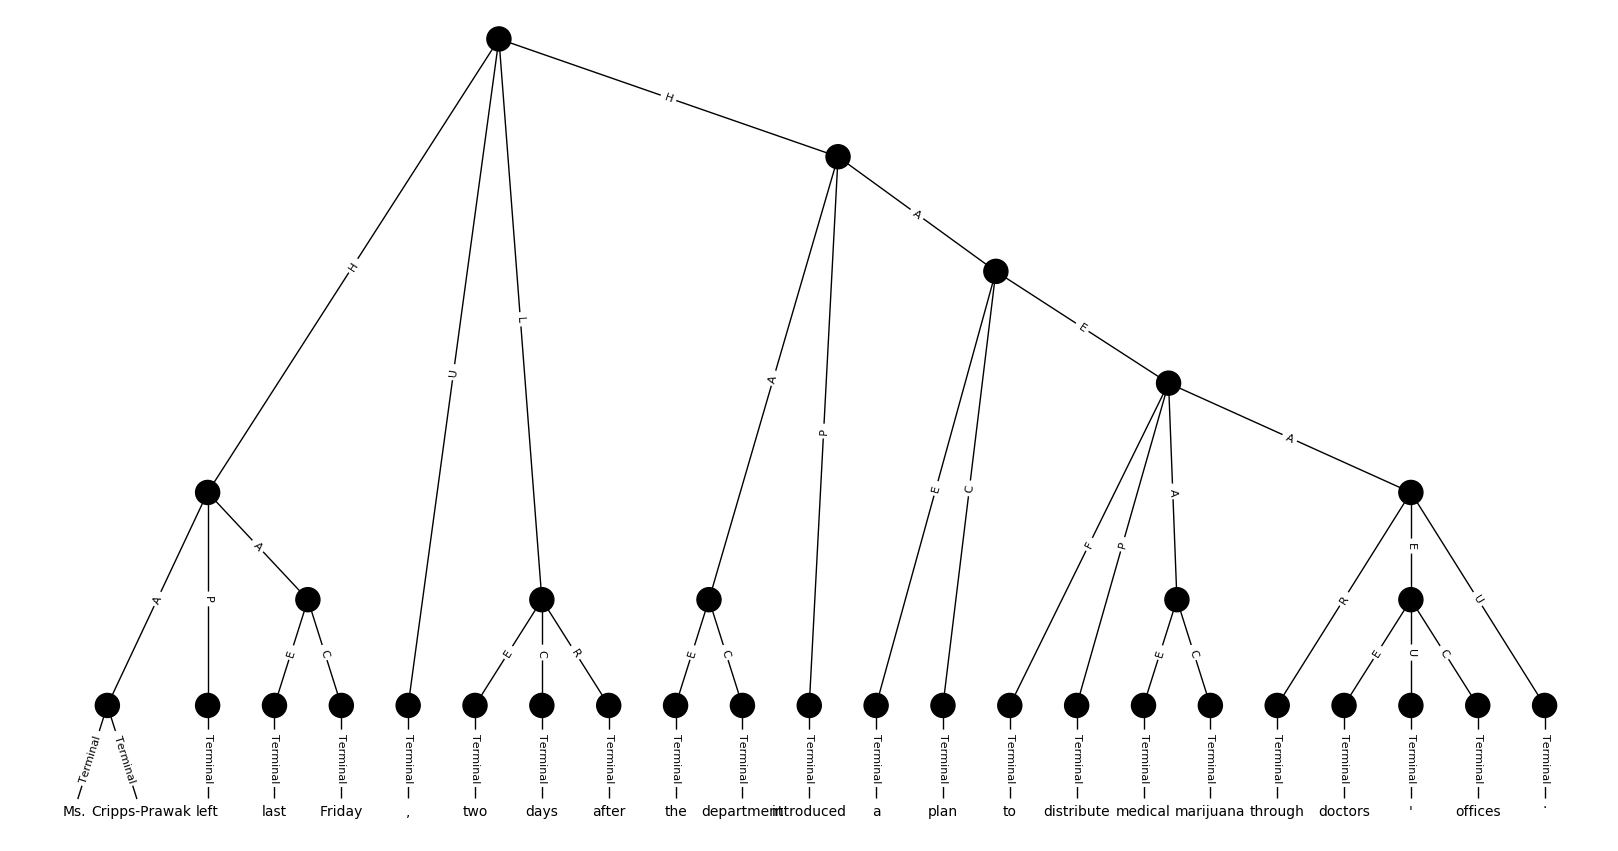 H
A
H
E
L
U
A
P
A
E C
F P A
A P A
R E U
E C
E C R
E C
E C
E U C
Terminal Terminal Terminal Terminal Terminal Terminal Terminal Terminal Terminal Terminal Terminal Terminal Terminal Terminal Terminal Terminal Terminal Terminal Terminal Terminal Terminal Terminal Terminal
Ms. Cripps-Prawak left last Friday , two days after the department introduced a plan to distribute medical marijuana through doctors ' offices .